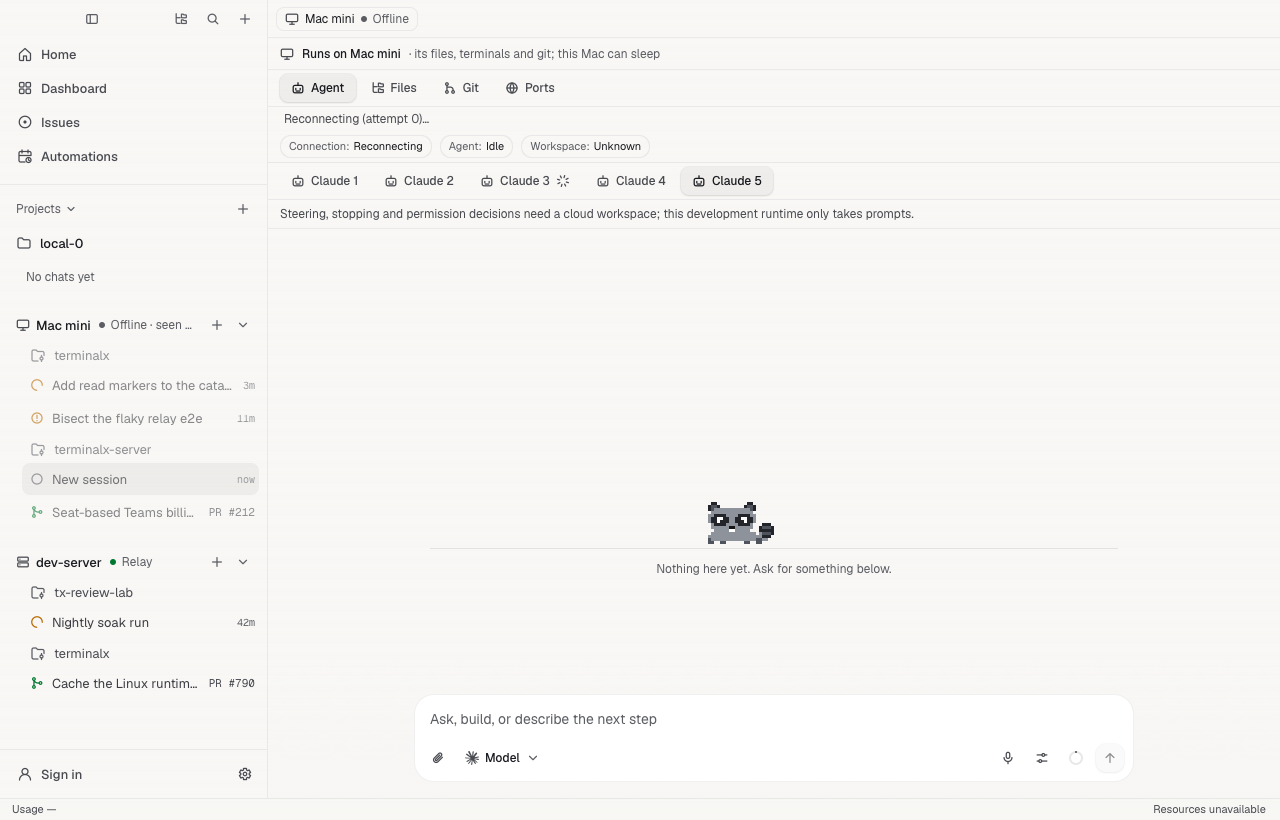 Home
Dashboard
Issues
Automations
Projects
local-0
No chats yet
Mac mini Offline · seen ...
terminalx
Add read markers to the cata... 3m
Bisect the flaky relay e2e 11m
terminalx-server
New session now
Seat-based Teams billi... PR #212
dev-server Relay
tx-review-lab
Nightly soak run 42m
terminalx
Cache the Linux runtim... PR #790
Sign in
Usage —
Mac mini Offline
Runs on Mac mini · its files, terminals and git; this Mac can sleep
Agent Files Git Ports
Reconnecting (attempt 0)...
Connection: Reconnecting Agent: Idle Workspace: Unknown
Claude 1 Claude 2 Claude 3 Claude 4 Claude 5
Steering, stopping and permission decisions need a cloud workspace; this development runtime only takes prompts.
Nothing here yet. Ask for something below.
Ask, build, or describe the next step
Model
Resources unavailable